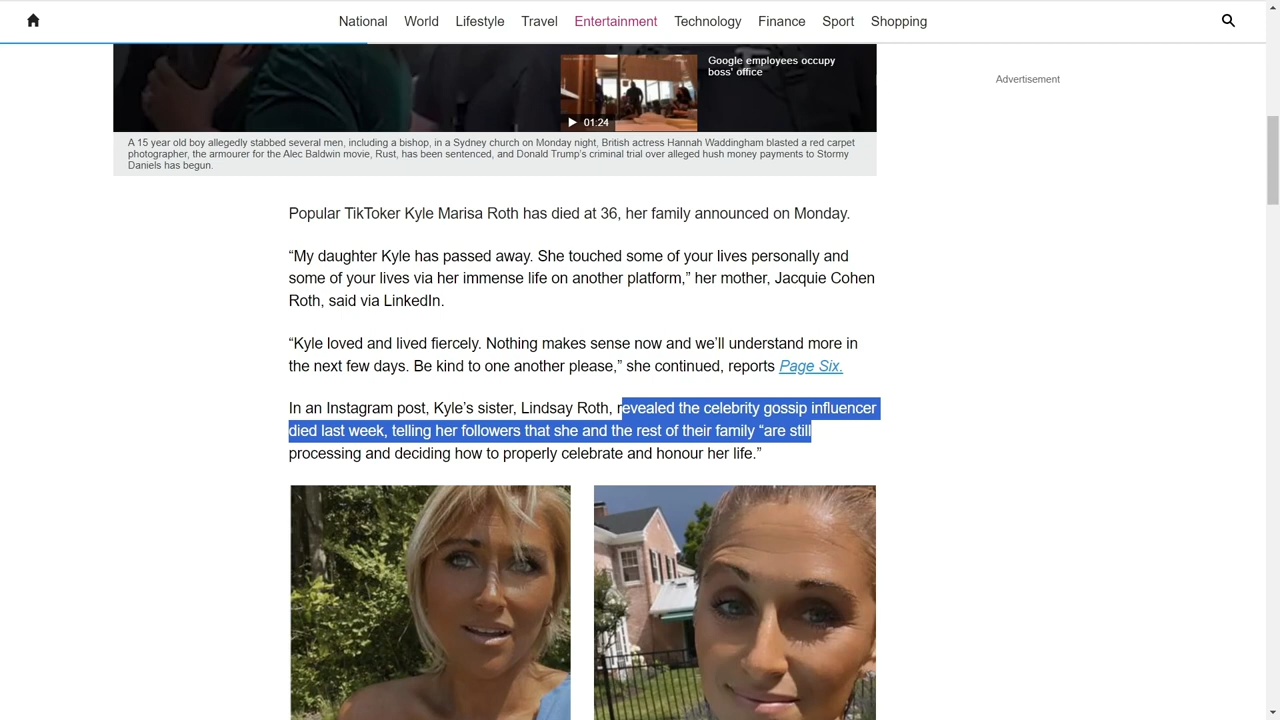 National World Lifestyle Travel Entertainment Technology Finance Sport Shopping
Google employees occupy
boss' office
01:24
Advertisement
A 15 year old boy allegedly stabbed several men, including a bishop, in a Sydney church on Monday night, British actress Hannah Waddingham blasted a red carpet
photographer, the armourer for the Alec Baldwin movie, Rust, has been sentenced, and Donald Trump's criminal trial over alleged hush money payments to Stormy
Daniels has begun.
Popular TikToker Kyle Marisa Roth has died at 36, her family announced on Monday.
“My daughter Kyle has passed away. She touched some of your lives personally and
some of your lives via her immense life on another platform,” her mother, Jacquie Cohen
Roth, said via LinkedIn.
“Kyle loved and lived fiercely. Nothing makes sense now and we’ll understand more in
the next few days. Be kind to one another please,” she continued, reports Page Six.
In an Instagram post, Kyle’s sister, Lindsay Roth, revealed the celebrity gossip influencer
died last week, telling her followers that she and the rest of their family “are still
processing and deciding how to properly celebrate and honour her life.”